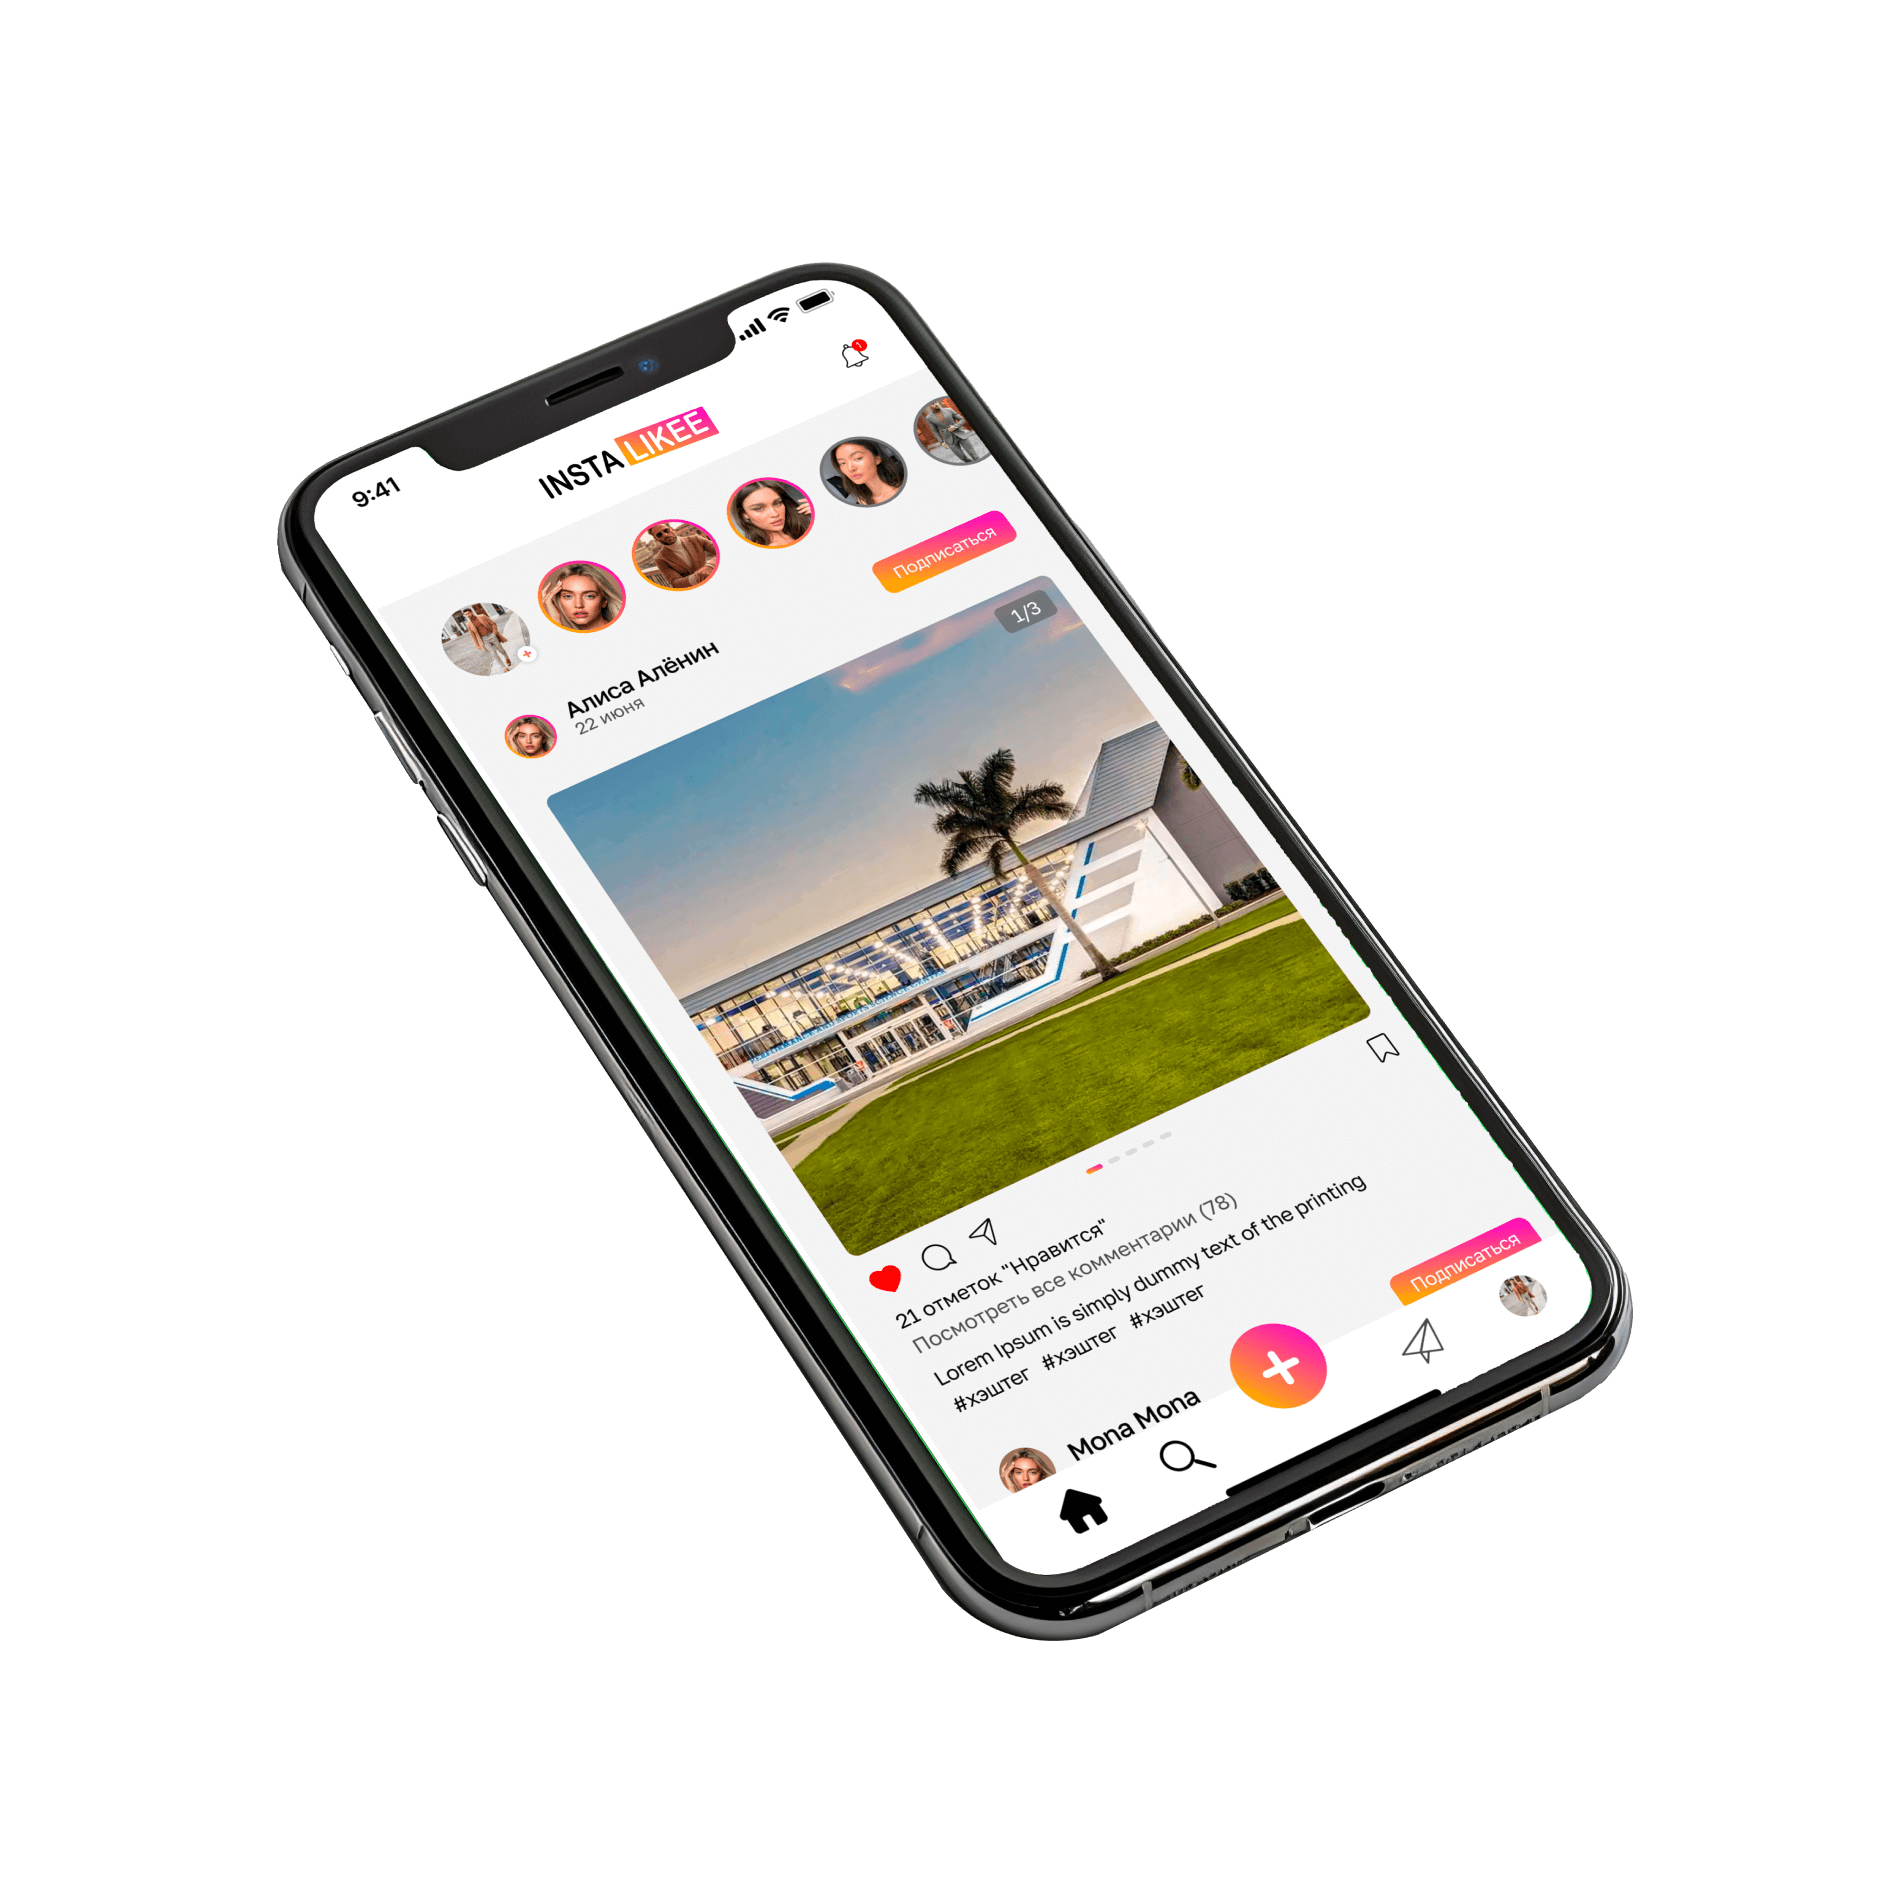 9:41
1
INSTA LIKEE
Алиса Алёнин
22 июня
Подписаться
1/3
21 отметок "Нравится"
Посмотреть все комментарии (78)
Lorem Ipsum is simply dummy text of the printing
#хэштег #хэштег #хэштег
Mona Mona
Подписаться